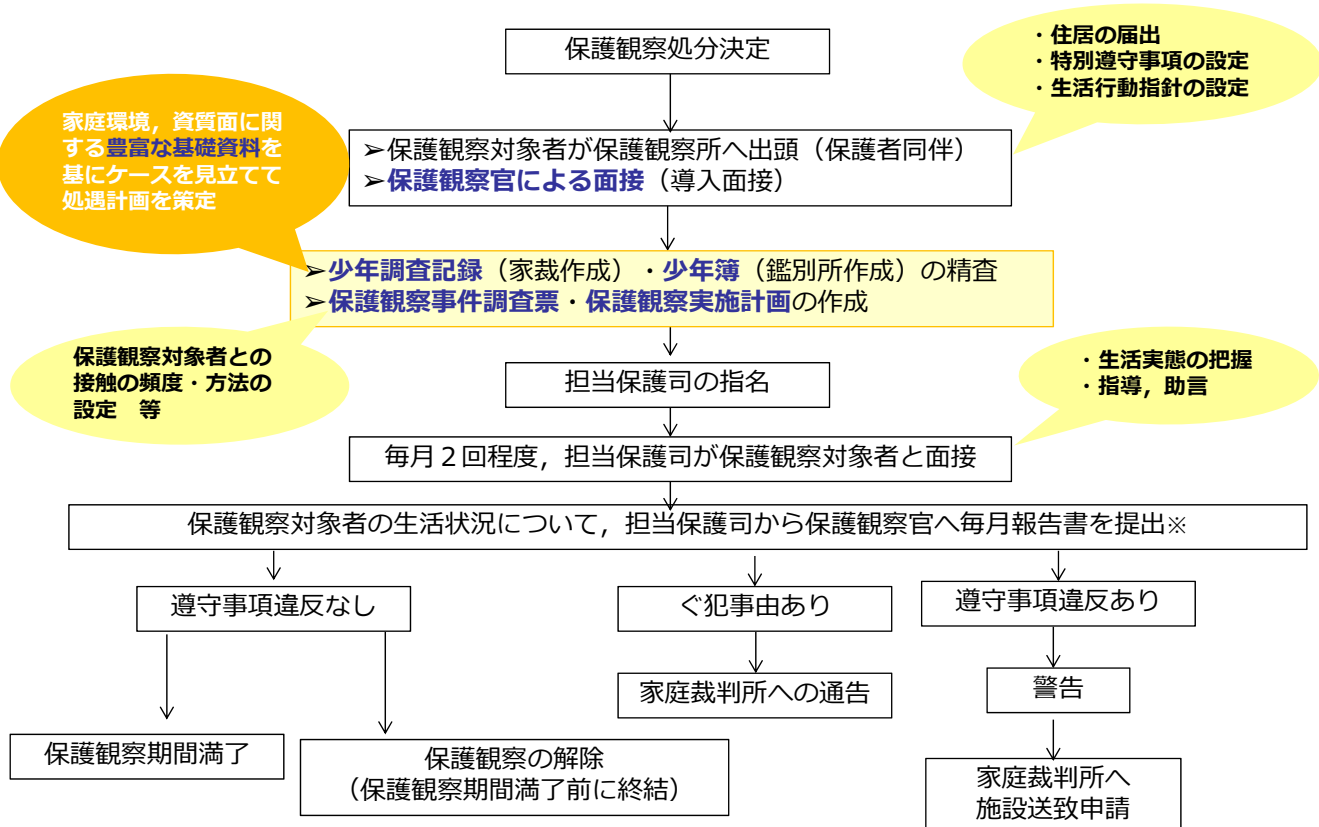 保護観察処分決定
・住居の届出
・特別遵守事項の設定
・生活行動指針の設定
家庭環境，資質面に関
する豊富な基礎資料を
基にケースを見立てて
処遇計画を策定
➢保護観察対象者が保護観察所へ出頭（保護者同伴）
➢保護観察官による面接（導入面接）
➢少年調査記録（家裁作成）・少年簿（鑑別所作成）の精査
➢保護観察事件調査票・保護観察実施計画の作成
保護観察対象者との
接触の頻度・方法の
設定　等
担当保護司の指名
・生活実態の把握
・指導，助言
毎月２回程度，担当保護司が保護観察対象者と面接
保護観察対象者の生活状況について，担当保護司から保護観察官へ毎月報告書を提出※
遵守事項違反なし
ぐ犯事由あり
遵守事項違反あり
家庭裁判所への通告
警告
保護観察期間満了
保護観察の解除
（保護観察期間満了前に終結）
家庭裁判所へ
施設送致申請